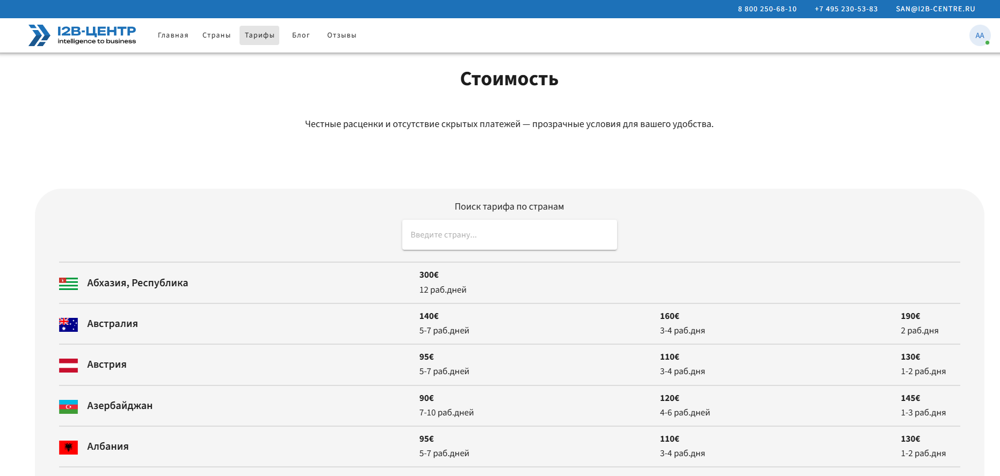 8 800 250-68-10 +7 495 230-53-83 SAN@I2B-CENTRE.RU
I2B-ЦЕНТР
intelligence to business
Главная Страны Тарифы Блог Отзывы
АА
Стоимость
Честные расценки и отсутствие скрытых платежей — прозрачные условия для вашего удобства.
Поиск тарифа по странам
Введите страну...
Абхазия, Республика
300€
12 раб.дней
Австралия
140€ 160€ 190€
5-7 раб.дней 3-4 раб.дня 2 раб.дня
Австрия
95€ 110€ 130€
5-7 раб.дней 3-4 раб.дня 1-2 раб.дня
Азербайджан
90€ 120€ 145€
7-10 раб.дней 4-6 раб.дней 1-3 раб.дня
Албания
95€ 110€ 130€
5-7 раб.дней 3-4 раб.дня 1-2 раб.дня